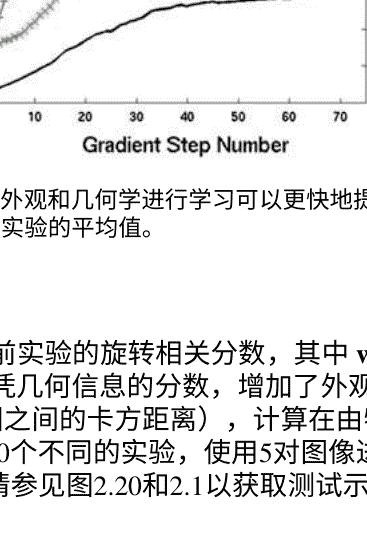 10 20 30 40 50 60 70
Gradient Step Number
外观和几何学进行学习可以更快地提
实验的平均值。
前实验的旋转相关分数，其中 w
凭几何信息的分数，增加了外观
之间的卡方距离），计算在由
0个不同的实验，使用5对图像进
请参见图2.20和2.1以获取测试示